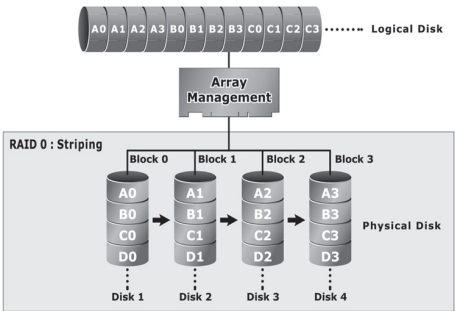 A0 A1 A2 A3 B0 B1 B2 B3 C0 C1 C2 C3 Logical Disk
Array
Management
RAID 0 : Striping
Block 0 Block 1 Block 2 Block 3
A0 A1 A2 A3
B0 B1 B2 B3
C0 C1 C2 C3
D0 D1 D2 D3
Physical Disk
Disk 1 Disk 2 Disk 3 Disk 4